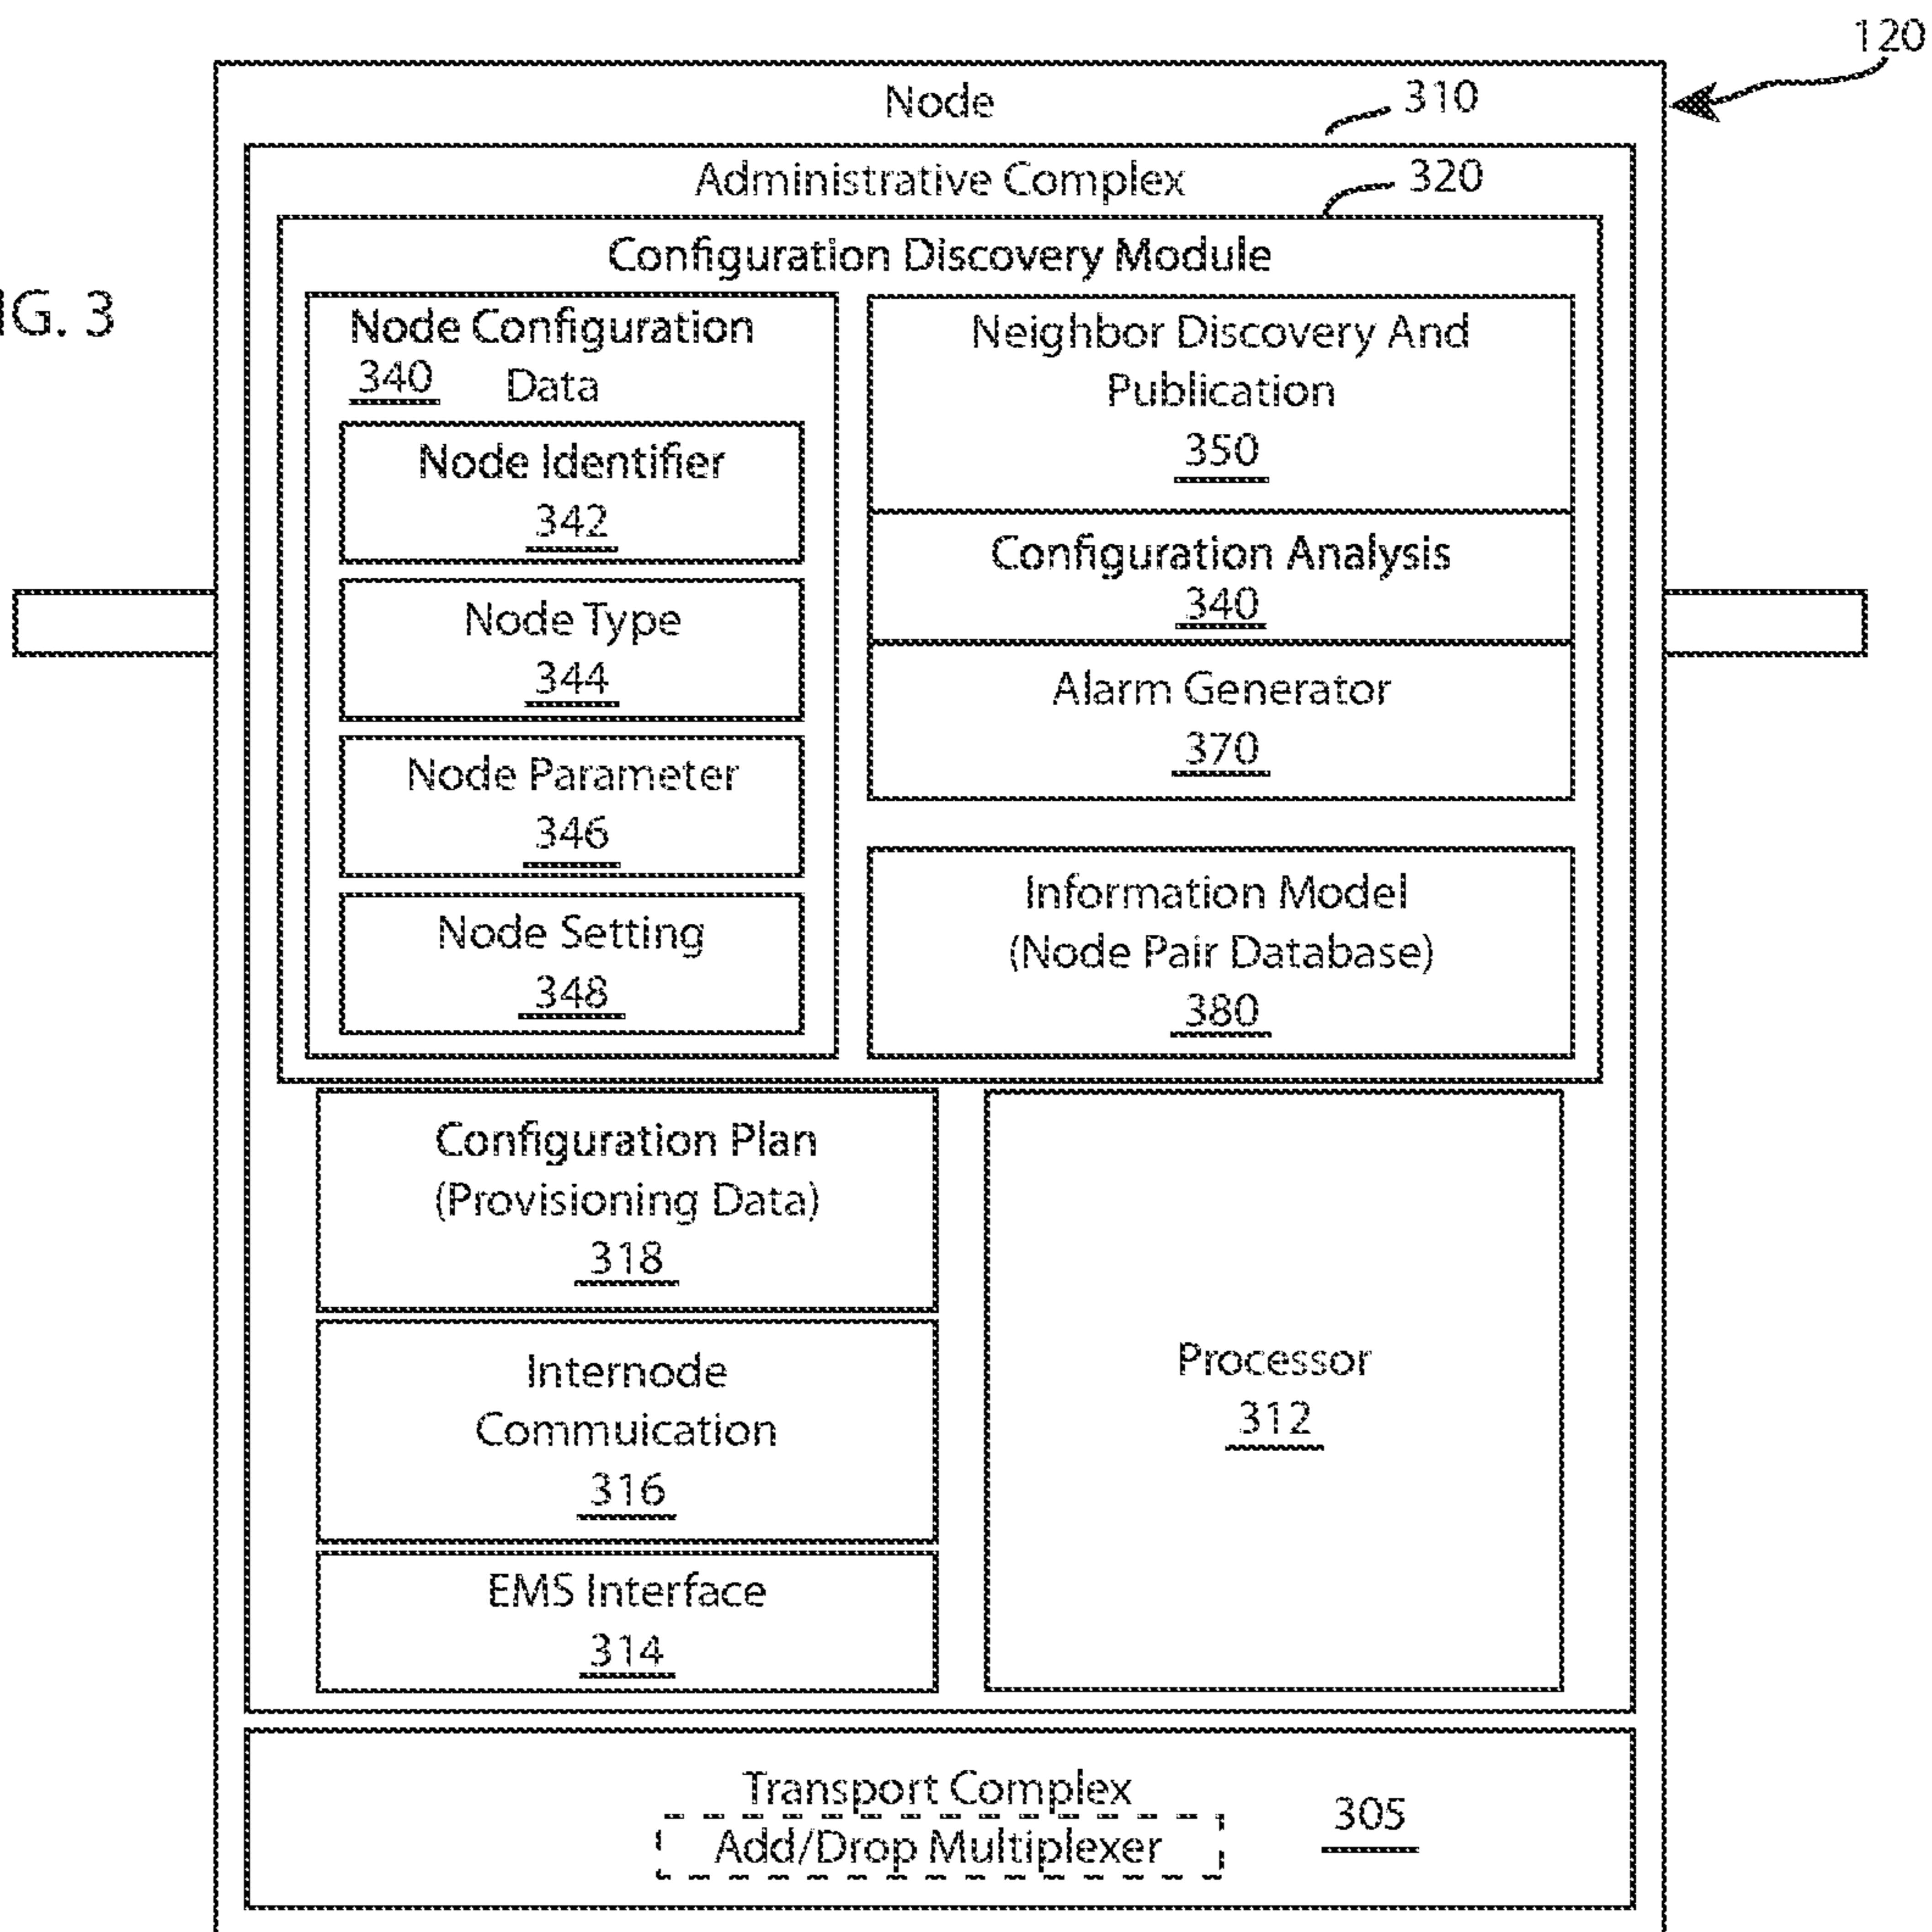 120
Node
310
Administrative Complex
320
Configuration Discovery Module
IG. 3
Node Configuration
340 Data
Node Identifier
342
Node Type
344
Node Parameter
346
Node Setting
348
Neighbor Discovery And
Publication
350
Configuration Analysis
340
Alarm Generator
370
Information Model
(Node Pair Database)
380
Configuration Plan
(Provisioning Data)
318
Internode
Commuication
316
EMS Interface
314
Processor
312
Transport Complex
Add/Drop Multiplexer
305